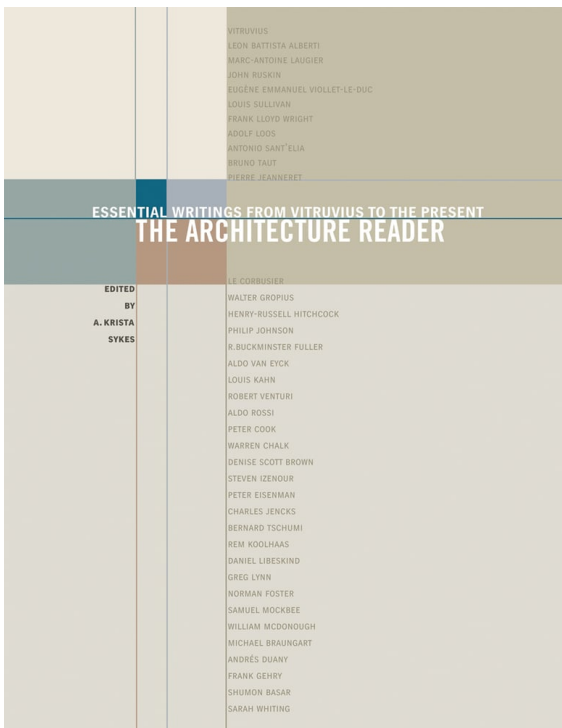 VITRUVIUS
LEON BATTISTA ALBERTI
MARC-ANTOINE LAUGIER
JOHN RUSKIN
EUGÈNE EMMANUEL VIOLLET-LE-DUC
LOUIS SULLIVAN
FRANK LLOYD WRIGHT
ADOLF LOOS
ANTONIO SANT'ELIA
BRUNO TAUT
PIERRE JEANNERET
ESSENTIAL WRITINGS FROM VITRUVIUS TO THE PRESENT
THE ARCHITECTURE READER
EDITED
BY
A. KRISTA
SYKES
LE CORBUSIER
WALTER GROPIUS
HENRY-RUSSELL HITCHCOCK
PHILIP JOHNSON
R.BUCKMINSTER FULLER
ALDO VAN EYCK
LOUIS KAHN
ROBERT VENTURI
ALDO ROSSI
PETER COOK
WARREN CHALK
DENISE SCOTT BROWN
STEVEN IZENOUR
PETER EISENMAN
CHARLES JENCKS
BERNARD TSCHUMI
REM KOOLHAAS
DANIEL LIBESKIND
GREG LYNN
NORMAN FOSTER
SAMUEL MOCKBEE
WILLIAM MCDONOUGH
MICHAEL BRAUNGART
ANDRÉS DUANY
FRANK GEHRY
SHUMON BASAR
SARAH WHITING